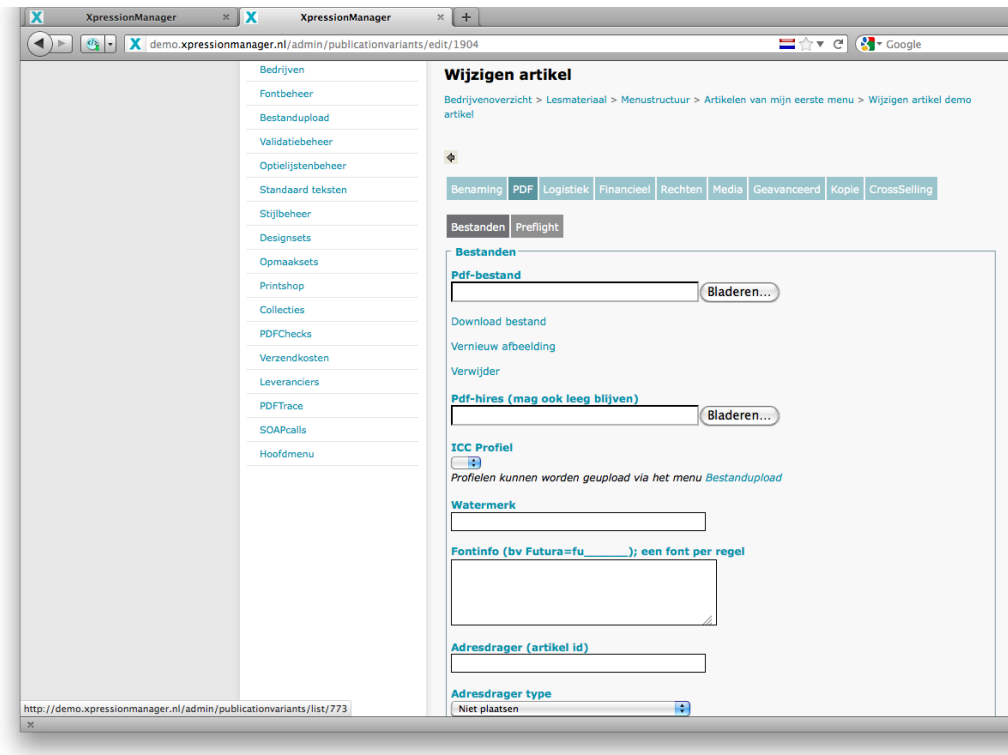 XpressionManager
XpressionManager
demo.xpressionmanager.nl/admin/publicationvariants/edit/1904
Google
Bedrijven
Fontbeheer
Bestandupload
Validatiebeheer
Optielijstenbeheer
Standaard teksten
Stijlbeheer
Designsets
Opmaaksets
Printshop
Collecties
PDFChecks
Verzendkosten
Leveranciers
PDFTrace
SOAPcalls
Hoofdmenu
Wijzigen artikel
Bedrijvenoverzicht > Lesmateriaal > Menustructuur > Artikelen van mijn eerste menu > Wijzigen artikel demo
artikel
Benaming PDF Logistiek Financieel Rechten Media Geavanceerd Kopie CrossSelling
Bestanden Preflight
Bestanden
Pdf-bestand
Bladeren...
Download bestand
Vernieuw afbeelding
Verwijder
Pdf-hires (mag ook leeg blijven)
Bladeren...
ICC Profiel
Profielen kunnen worden geupload via het menu Bestandupload
Watermerk
Fontinfo (bv Futura=fu______); een font per regel
Adresdrager (artikel id)
Adresdrager type
Niet plaatsen
http://demo.xpressionmanager.nl/admin/publicationvariants/list/773